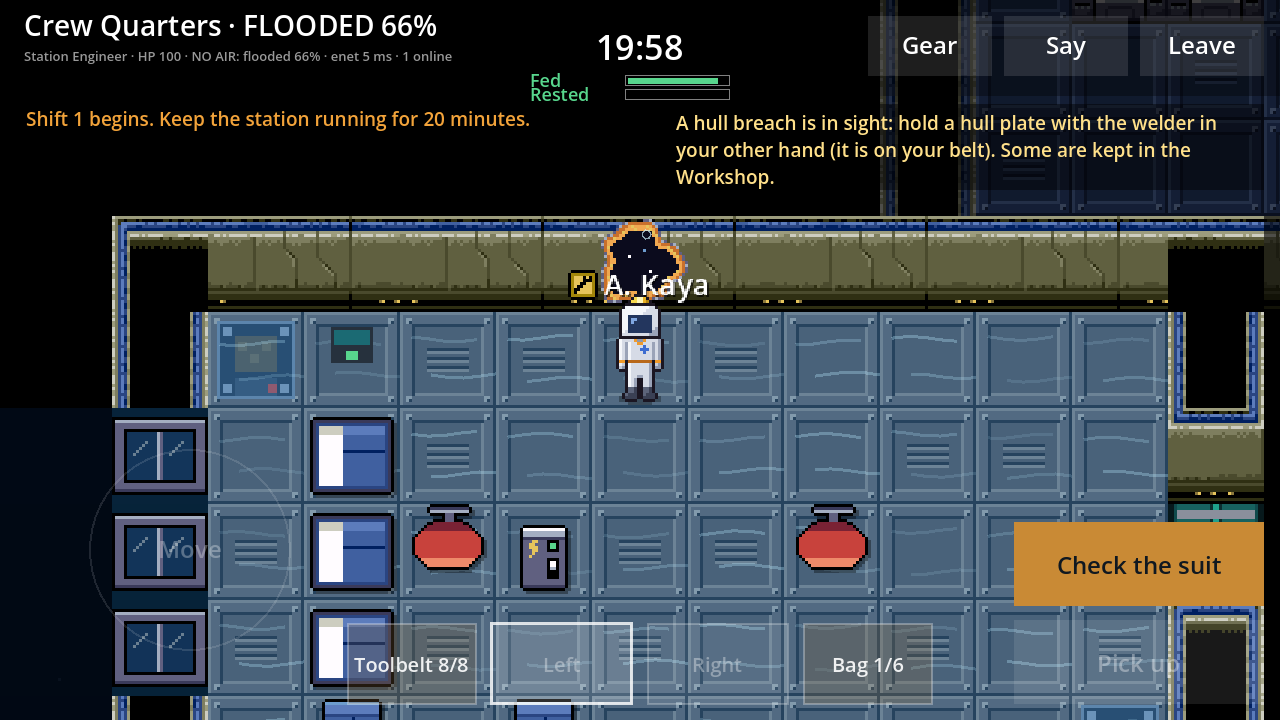 Crew Quarters · FLOODED 66%
Station Engineer · HP 100 · NO AIR: flooded 66% · enet 5 ms · 1 online
19:58
Gear
Say
Leave
Fed
Rested
Shift 1 begins. Keep the station running for 20 minutes.
A hull breach is in sight: hold a hull plate with the welder in
your other hand (it is on your belt). Some are kept in the
Workshop.
A. Kaya
Move
Check the suit
Toolbelt 8/8
Left
Right
Bag 1/6
Pick up